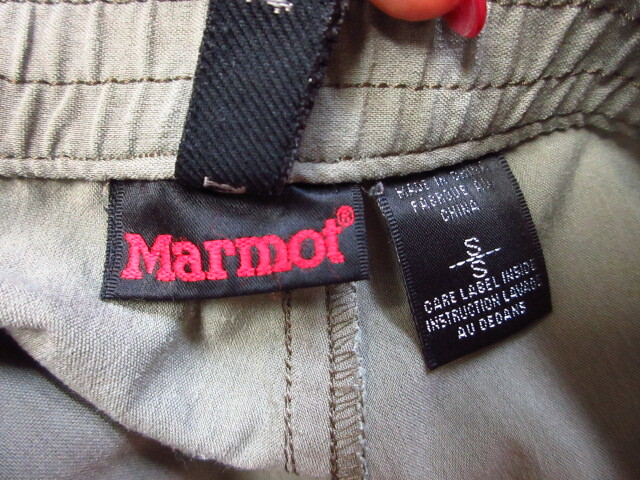 Marmot®
MADE IN CHINA
FABRIQUE AU
CHINA
S
S
CARE LABEL INSIDE
INSTRUCTION LAVAGE
AU DEDANS